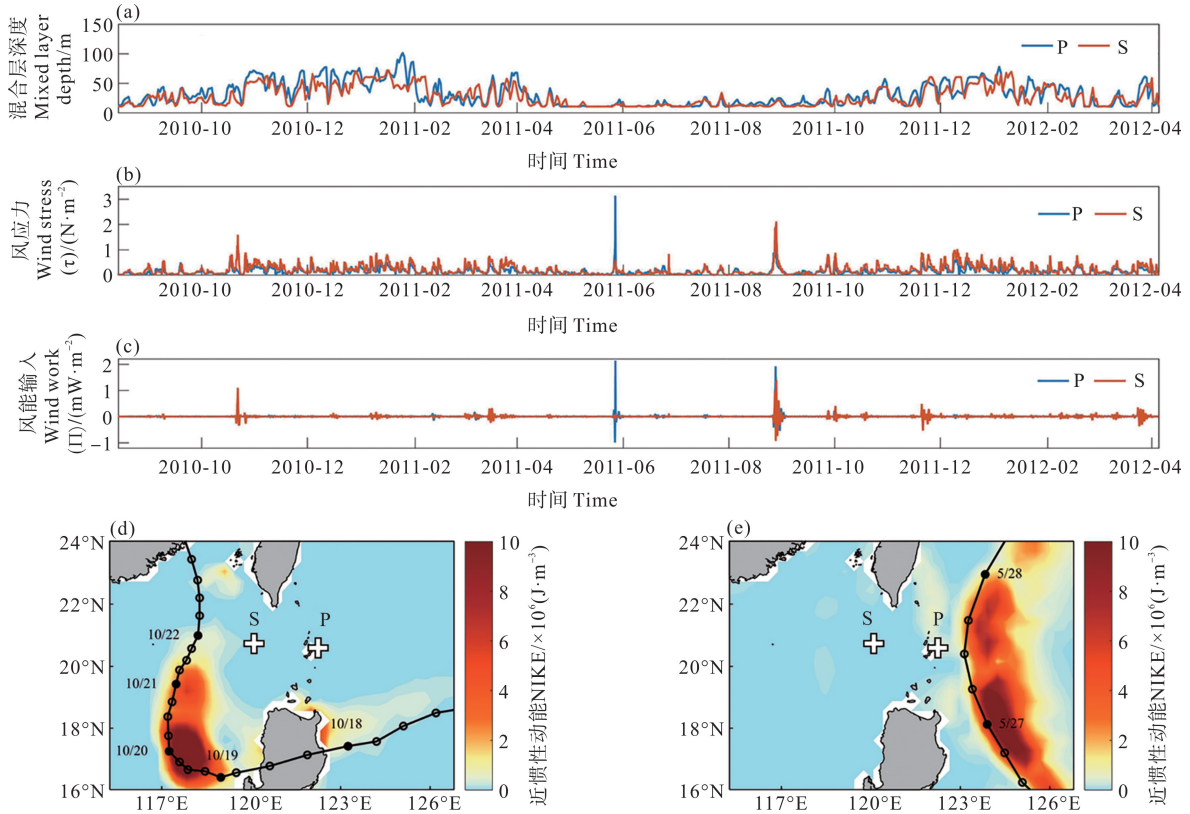 (a)
混合层深度
Mixed layer
depth/m
150
100
50
0
P S
2010-10 2010-12 2011-02 2011-04 2011-06 2011-08 2011-10 2011-12 2012-02 2012-04
时间 Time
(b)
风应力
Wind stress
(τ)/(N·m⁻²)
3
2
1
0
P S
2010-10 2010-12 2011-02 2011-04 2011-06 2011-08 2011-10 2011-12 2012-02 2012-04
时间 Time
(c)
风能输入
Wind work
(Π)/(mW·m⁻²)
2
1
0
−1
P S
2010-10 2010-12 2011-02 2011-04 2011-06 2011-08 2011-10 2011-12 2012-02 2012-04
时间 Time
(d)
24°N
22°N
20°N
18°N
16°N
S P
10/22
10/21
10/20
10/19
10/18
117°E 120°E 123°E 126°E
10
8
6
4
2
0
近惯性动能NIKE/×10⁶(J·m⁻³)
(e)
24°N
22°N
20°N
18°N
16°N
S P
5/28
5/27
117°E 120°E 123°E 126°E
10
8
6
4
2
0
近惯性动能NIKE/×10⁶(J·m⁻³)